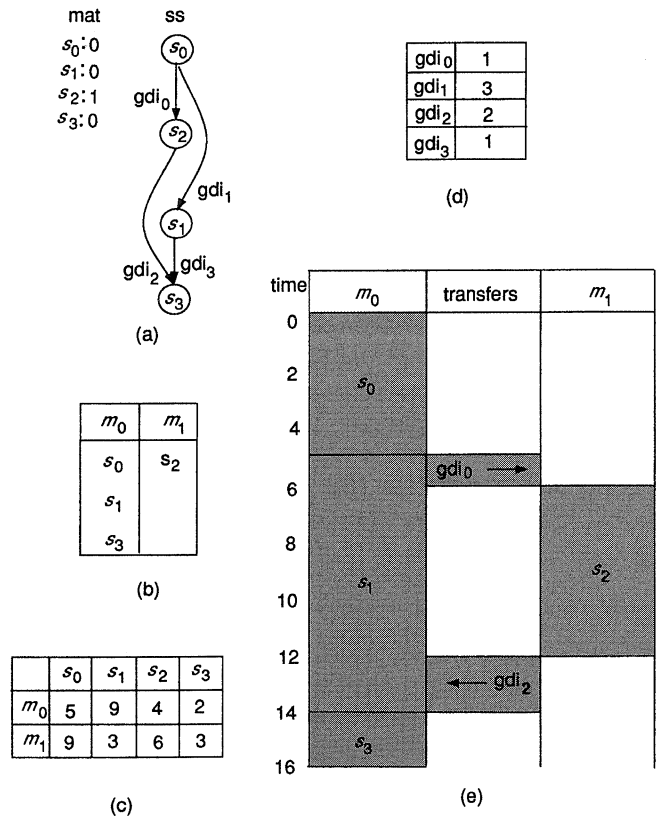 mat ss
s0:0
s1:0
s2:1
s3:0
s0
gdi0
s2
gdi1
s1
gdi2 gdi3
s3
(a)
gdi0 1
gdi1 3
gdi2 2
gdi3 1
(d)
m0 m1
s0 s2
s1
s3
(b)
s0 s1 s2 s3
m0 5 9 4 2
m1 9 3 6 3
(c)
time m0 transfers m1
0
2
s0
4
gdi0
6
8
s2
s1
10
12
gdi2
14
s3
16
(e)